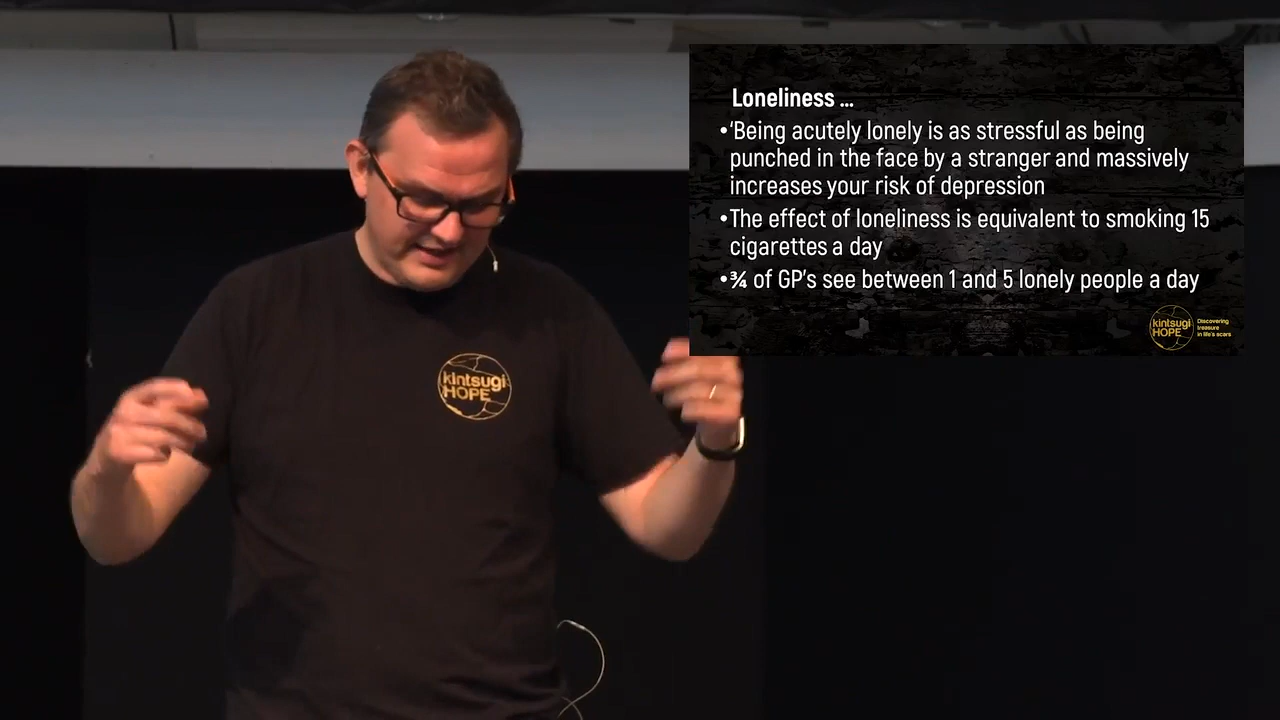 Loneliness ...
•‘Being acutely lonely is as stressful as being
punched in the face by a stranger and massively
increases your risk of depression
•The effect of loneliness is equivalent to smoking 15
cigarettes a day
•¾ of GP's see between 1 and 5 lonely people a day
kintsugi
HOPE
Discovering
treasure
in life's scars
kintsugi
HOPE